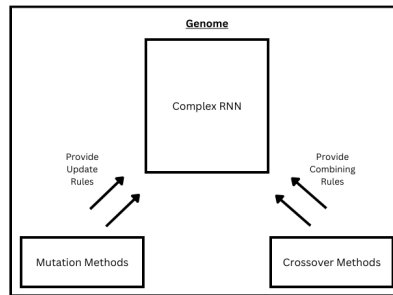 Genome
Complex RNN
Provide
Update
Rules
Provide
Combining
Rules
Mutation Methods
Crossover Methods